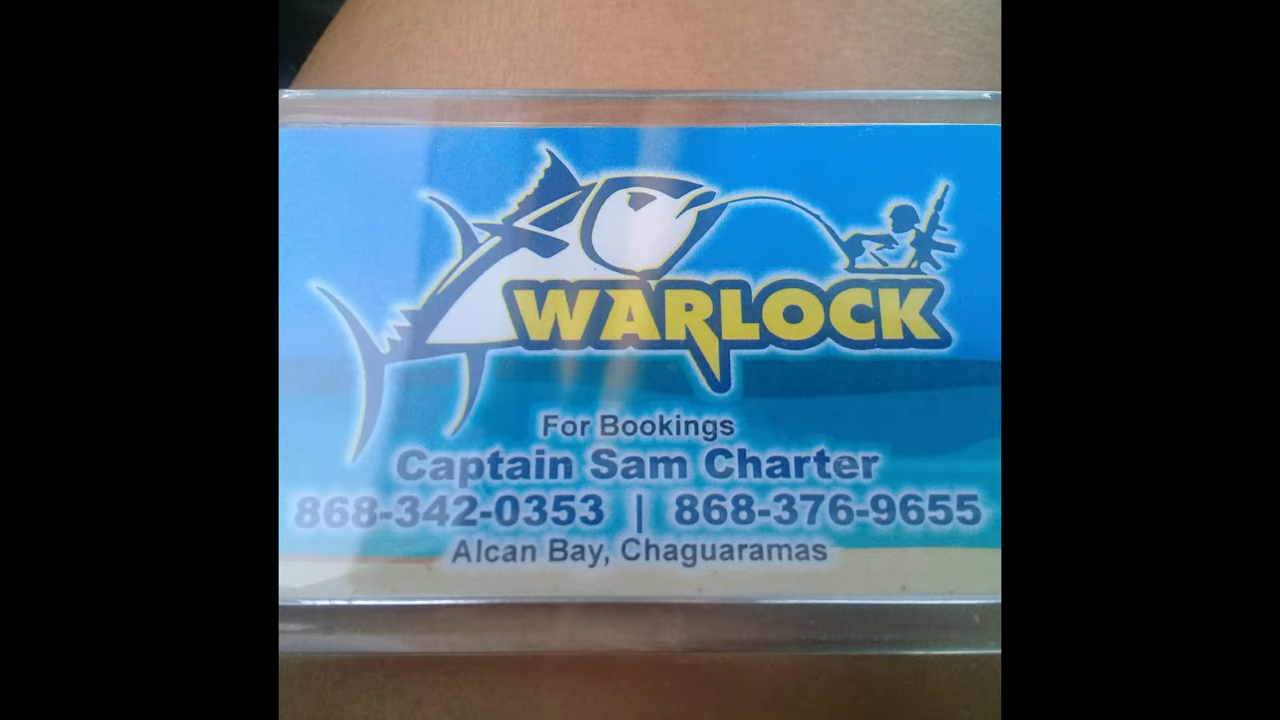 WARLOCK
For Bookings
Captain Sam Charter
868-342-0353 | 868-376-9655
Alcan Bay, Chaguaramas